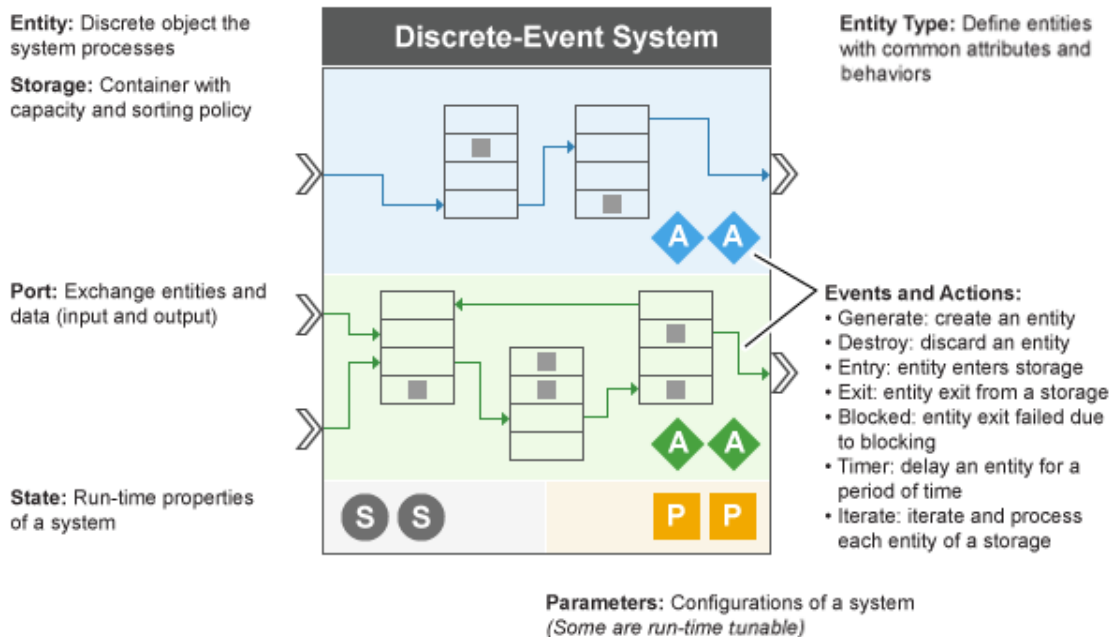 Entity: Discrete object the
system processes
Storage: Container with
capacity and sorting policy
Discrete-Event System
Entity Type: Define entities
with common attributes and
behaviors
A A
Port: Exchange entities and
data (input and output)
Events and Actions:
• Generate: create an entity
• Destroy: discard an entity
• Entry: entity enters storage
• Exit: entity exit from a storage
• Blocked: entity exit failed due
to blocking
• Timer: delay an entity for a
period of time
• Iterate: iterate and process
each entity of a storage
A A
State: Run-time properties
of a system
S S
P P
Parameters: Configurations of a system
(Some are run-time tunable)